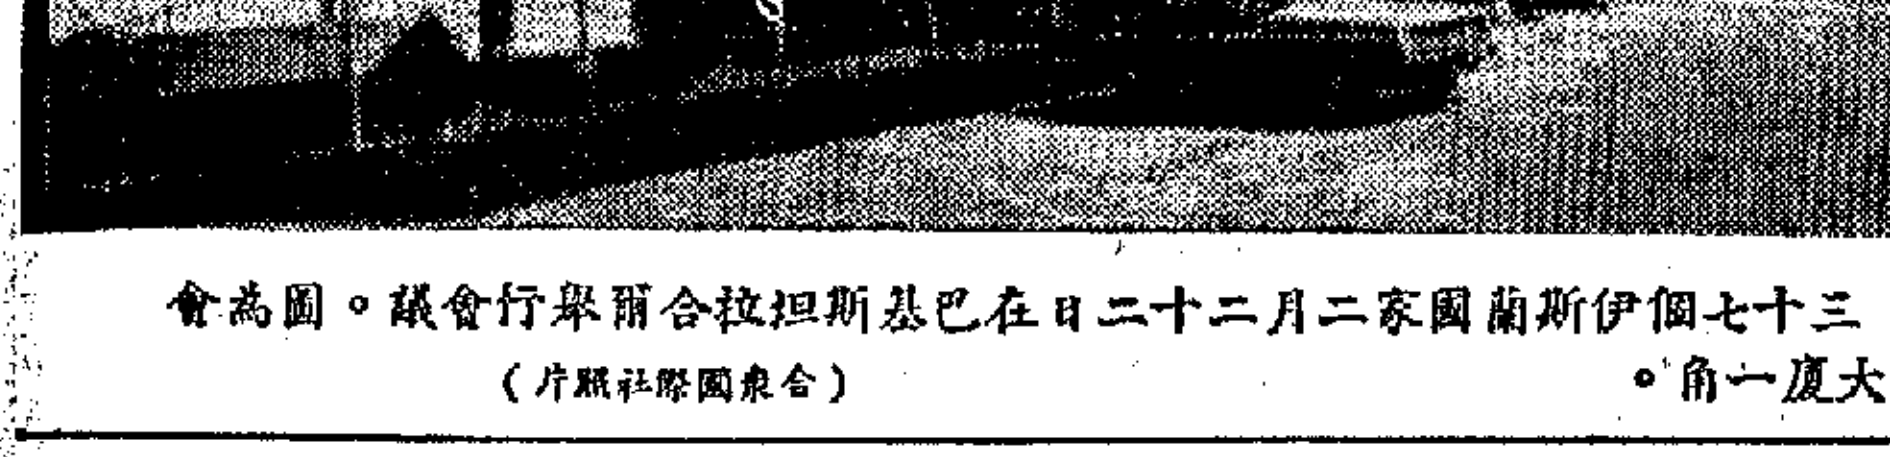 三十七個伊斯蘭國家二月二十二日在巴基斯坦拉合爾舉行會議。圖為會
大廈一角。
（合衆國際社照片）